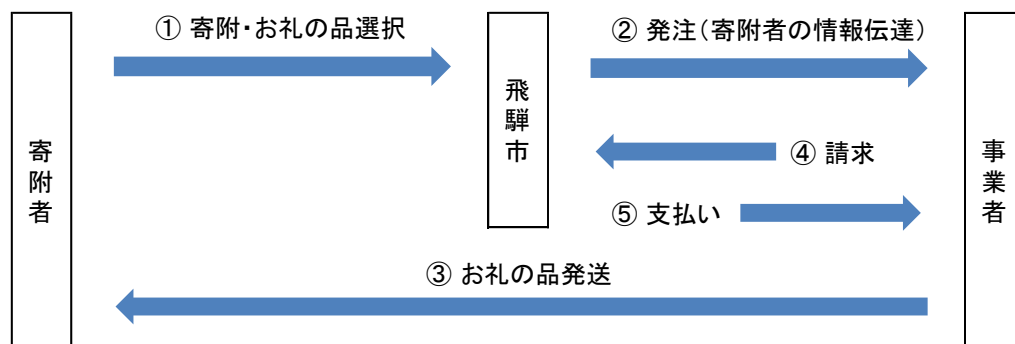 ① 寄附・お礼の品選択
② 発注（寄附者の情報伝達）
寄附者
飛騨市
事業者
④ 請求
⑤ 支払い
③ お礼の品発送